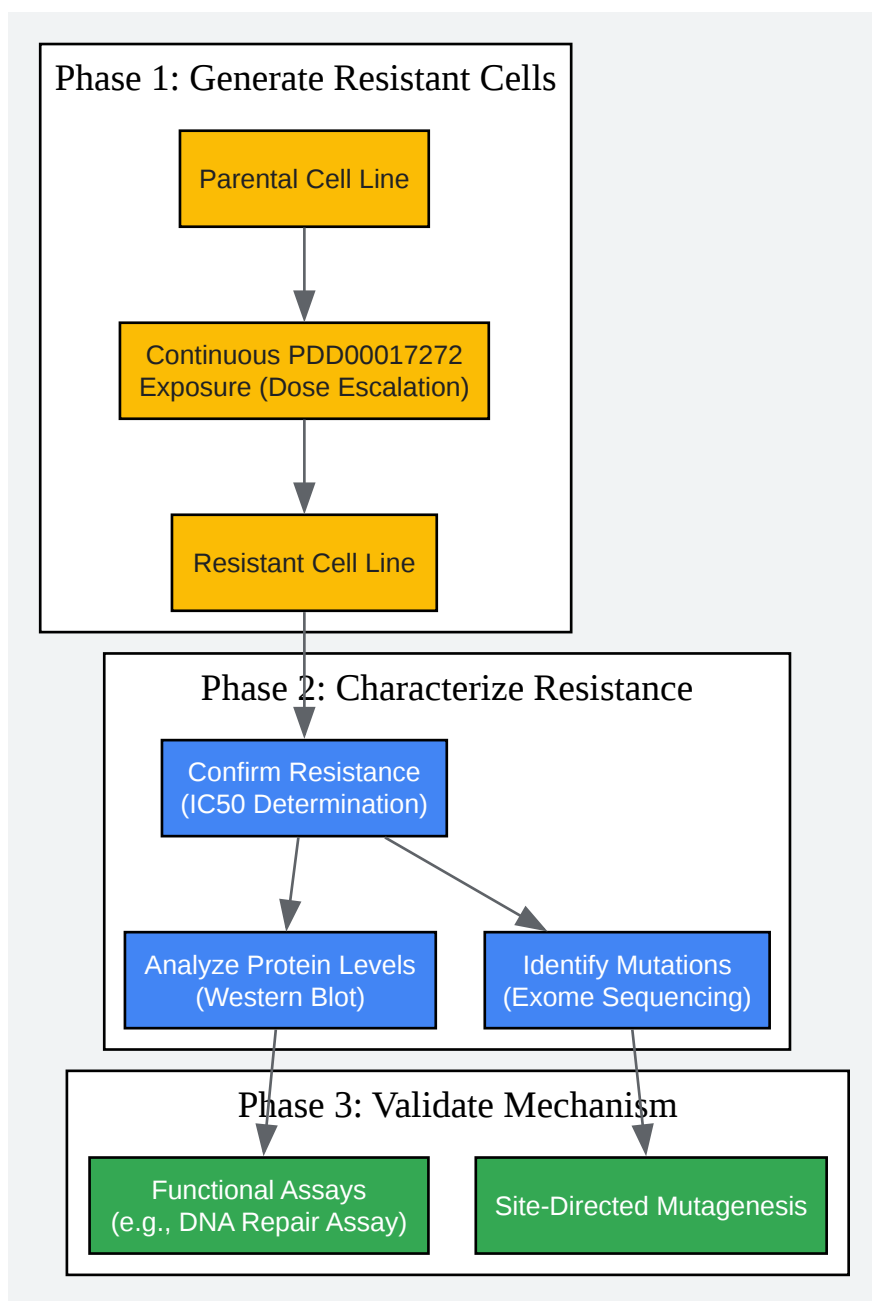 Phase 1: Generate Resistant Cells
Parental Cell Line
Continuous PDD00017272
Exposure (Dose Escalation)
Resistant Cell Line
Phase 2: Characterize Resistance
Confirm Resistance
(IC50 Determination)
Analyze Protein Levels
(Western Blot)
Identify Mutations
(Exome Sequencing)
Phase 3: Validate Mechanism
Functional Assays
(e.g., DNA Repair Assay)
Site-Directed Mutagenesis